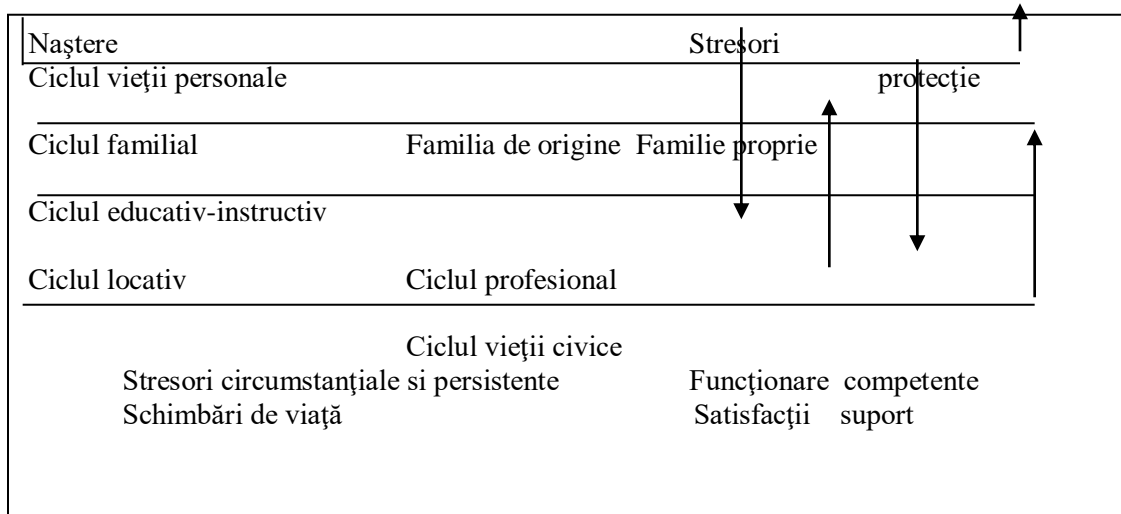 Naştere Stresori
Ciclul vieţii personale protecţie
Ciclul familial Familia de origine Familie proprie
Ciclul educativ-instructiv
Ciclul locativ Ciclul profesional
Ciclul vieţii civice
Stresori circumstanţiale si persistente Funcţionare competente
Schimbări de viaţă Satisfacţii suport